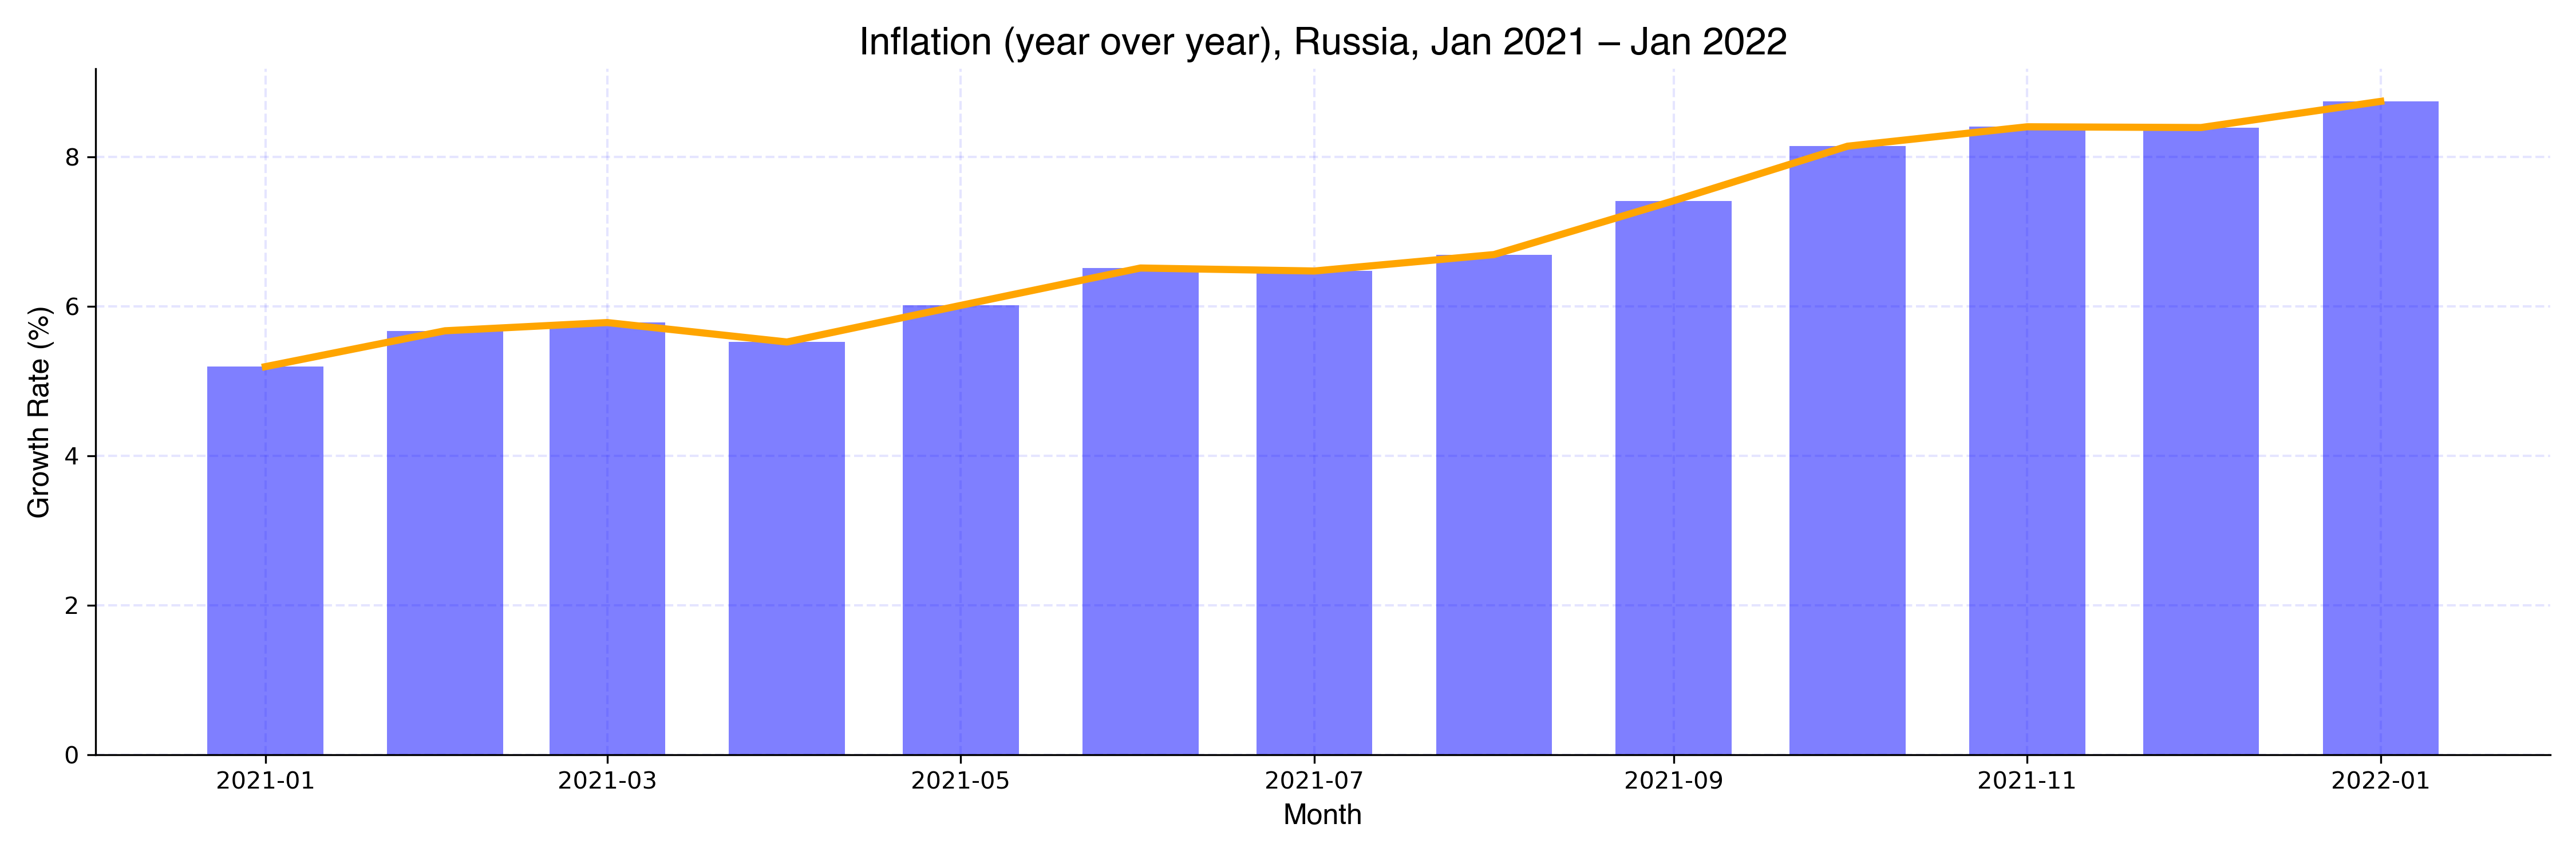 Inflation (year over year), Russia, Jan 2021 – Jan 2022
Growth Rate (%)
8
6
4
2
0
2021-01 2021-03 2021-05 2021-07 2021-09 2021-11 2022-01
Month